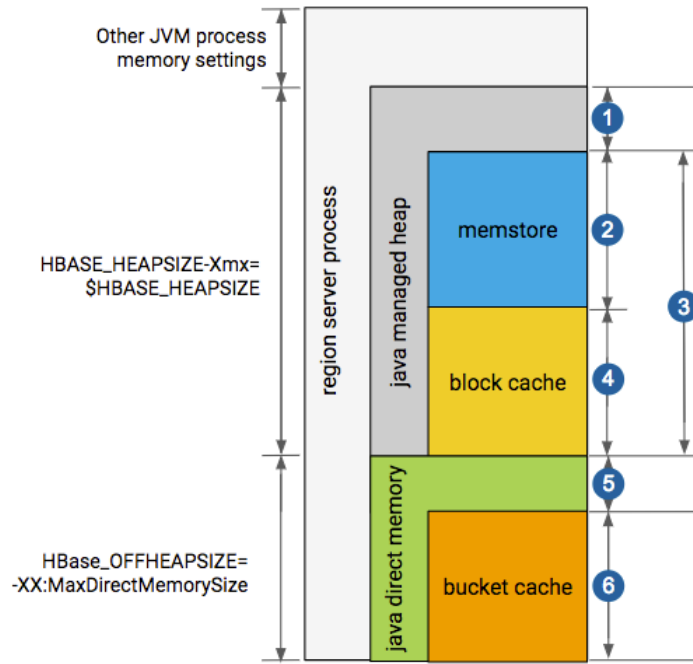 Other JVM process
memory settings
HBASE_HEAPSIZE-Xmx=
$HBASE_HEAPSIZE
HBase_OFFHEAPSIZE=
-XX:MaxDirectMemorySize
region server process
java managed heap
java direct memory
memstore
block cache
bucket cache
1
2
3
4
5
6